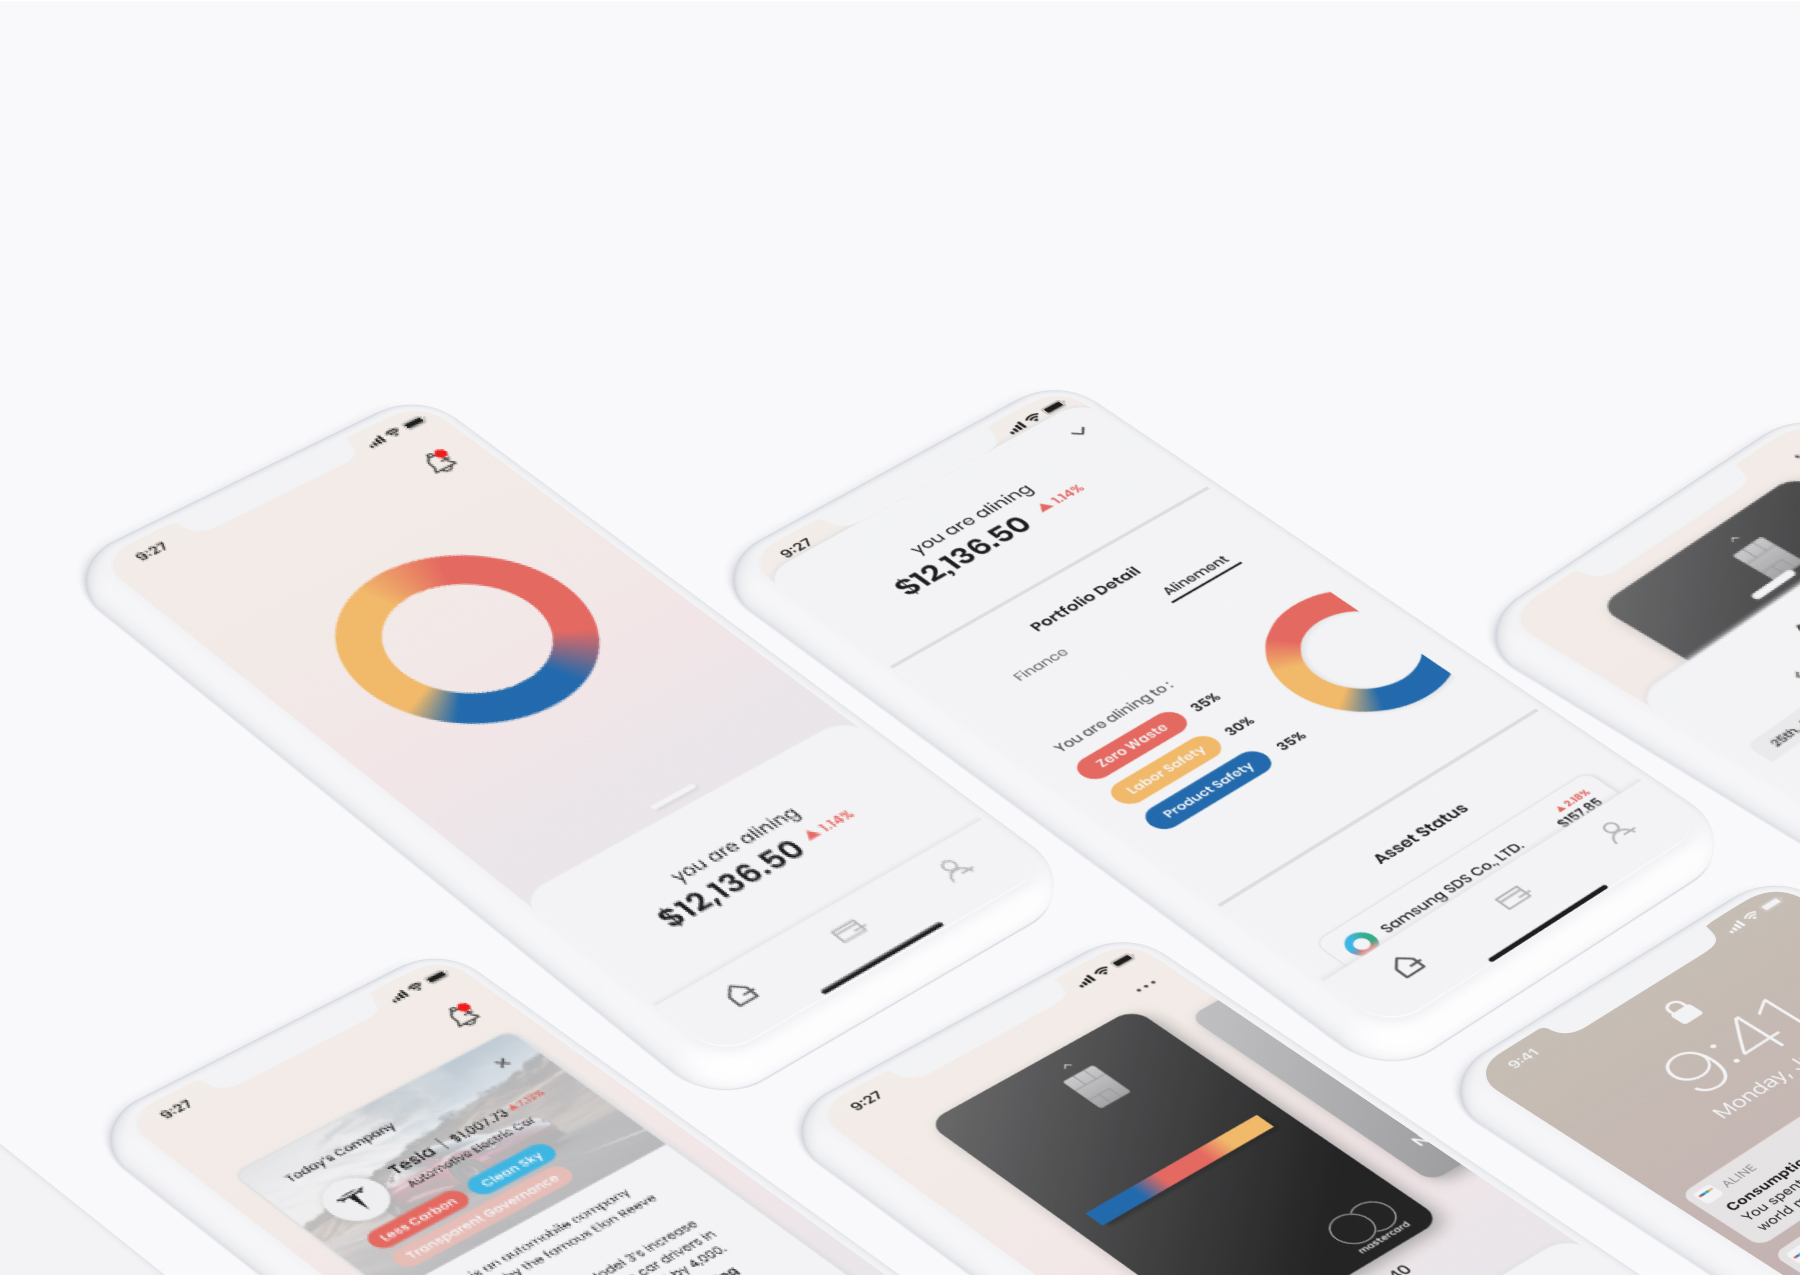 9:27
you are alining
$12,136.50 ▲1.14%
9:27
you are alining
$12,136.50 ▲1.14%
Portfolio Detail
Finance
Alinement
You are alining to :
Zero Waste 35%
Labor Safety 30%
Product Safety 35%
Asset Status
Samsung SDS Co., LTD.
▲2.18%
$157.85
25th,
9:27
Today's Company
Tesla | $1,007.73 ▲7.13%
Automotive Electric Car
Less Carbon
Clean Sky
Transparent Governance
is an automobile company
by the famous Elon Reeve
Model 3's increase
car drivers in
by 4,000.
9:27
mastercard
9:41
9:41
Monday,
ALINE
Consumptio
You spent
world m